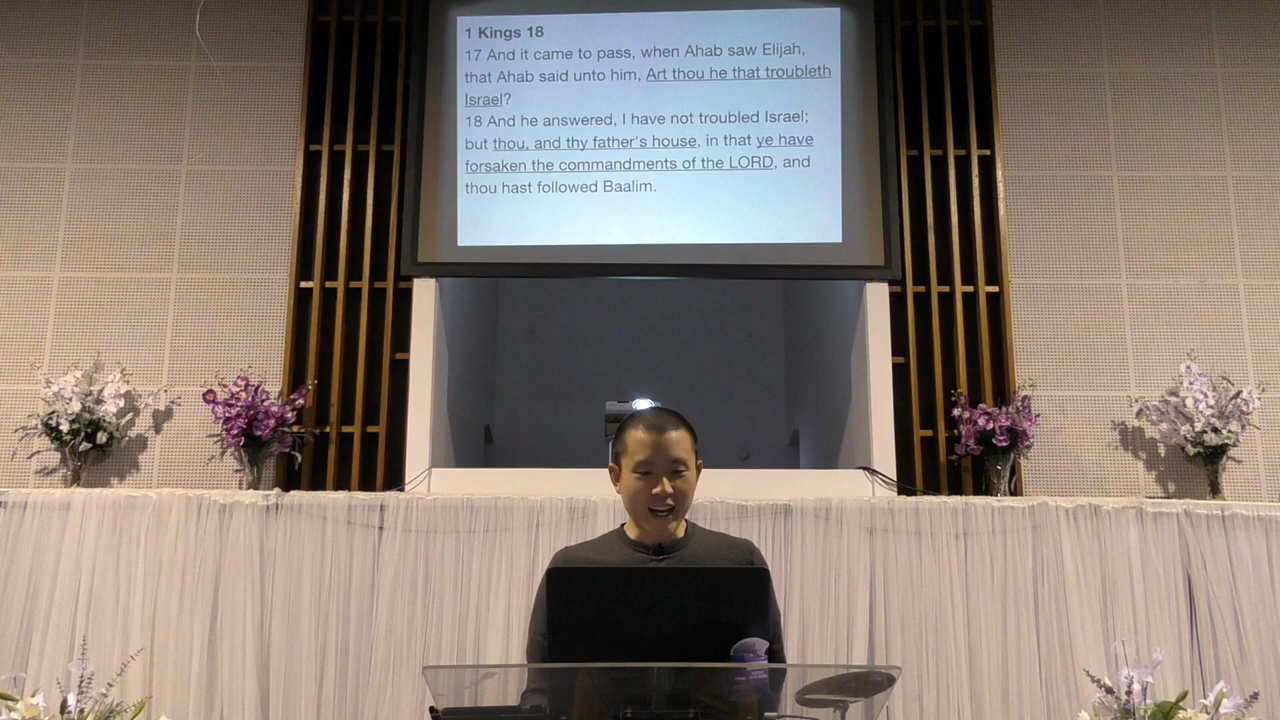 1 Kings 18
17 And it came to pass, when Ahab saw Elijah,
that Ahab said unto him, Art thou he that troubleth
Israel?
18 And he answered, I have not troubled Israel;
but thou, and thy father's house, in that ye have
forsaken the commandments of the LORD, and
thou hast followed Baalim.